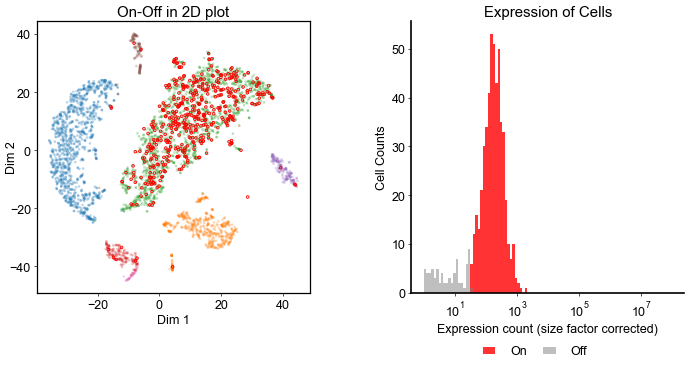 On-Off in 2D plot
40
20
0
−20
−40
Dim 2
−20
0
20
40
Dim 1
Expression of Cells
50
40
30
20
10
0
Cell Counts
10^1
10^3
10^5
10^7
Expression count (size factor corrected)
On
Off